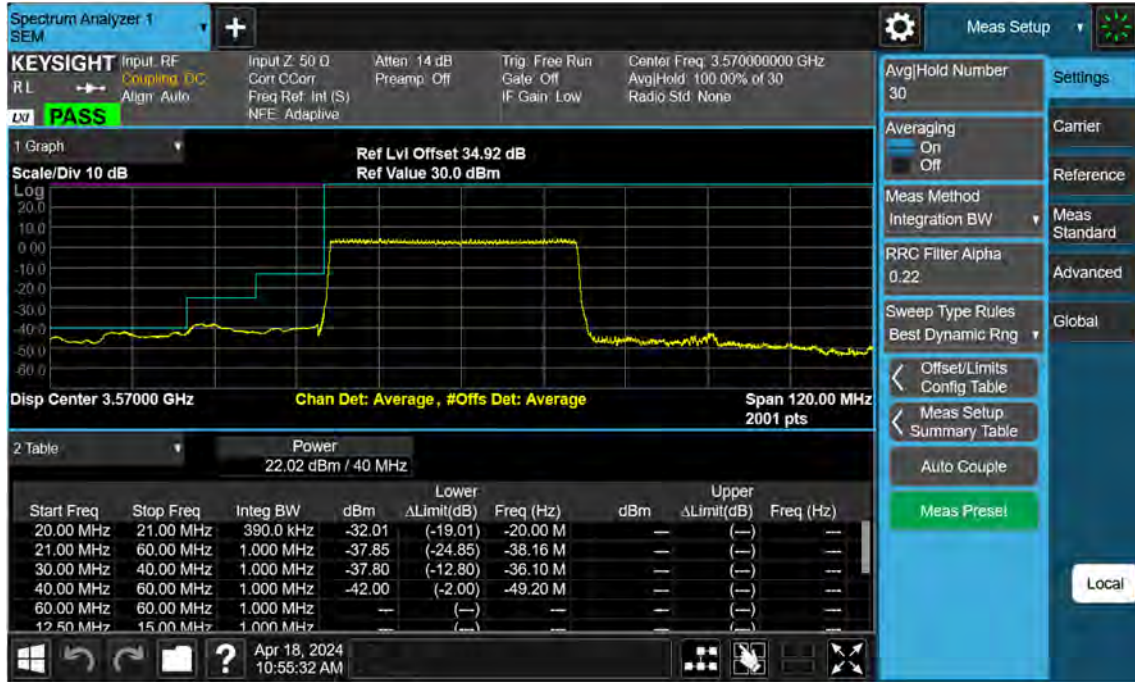 Spectrum Analyzer 1
SEM
+
Meas Setup
KEYSIGHT
RL
LXI
PASS
Input: RF
Coupling: DC
Align: Auto
Input Z: 50 Ω
Corr CCorr
Freq Ref: Int (S)
NFE: Adaptive
Atten: 14 dB
Preamp: Off
Trig: Free Run
Gate: Off
IF Gain: Low
Center Freq: 3.570000000 GHz
Avg|Hold: 100.00% of 30
Radio Std: None
1 Graph
Scale/Div 10 dB
Ref Lvl Offset 34.92 dB
Ref Value 30.0 dBm
Log
20.0
10.0
0.00
-10.0
-20.0
-30.0
-40.0
-50.0
-60.0
Disp Center 3.57000 GHz
Chan Det: Average , #Offs Det: Average
Span 120.00 MHz
2001 pts
2 Table
Power
22.02 dBm / 40 MHz
Lower Upper
Start Freq Stop Freq Integ BW dBm ΔLimit(dB) Freq (Hz) dBm ΔLimit(dB) Freq (Hz)
20.00 MHz 21.00 MHz 390.0 kHz -32.01 (-19.01) -20.00 M --- (---) ---
21.00 MHz 60.00 MHz 1.000 MHz -37.85 (-24.85) -38.16 M --- (---) ---
30.00 MHz 40.00 MHz 1.000 MHz -37.80 (-12.80) -36.10 M --- (---) ---
40.00 MHz 60.00 MHz 1.000 MHz -42.00 (-2.00) -49.20 M --- (---) ---
60.00 MHz 60.00 MHz 1.000 MHz --- (---) --- --- (---) ---
12.50 MHz 15.00 MHz 1.000 MHz --- (---) --- --- (---) ---
?
Apr 18, 2024
10:55:32 AM
Avg|Hold Number
30
Averaging
On
Off
Meas Method
Integration BW
RRC Filter Alpha
0.22
Sweep Type Rules
Best Dynamic Rng
Offset/Limits
Config Table
Meas Setup
Summary Table
Auto Couple
Meas Preset
Settings
Carrier
Reference
Meas
Standard
Advanced
Global
Local